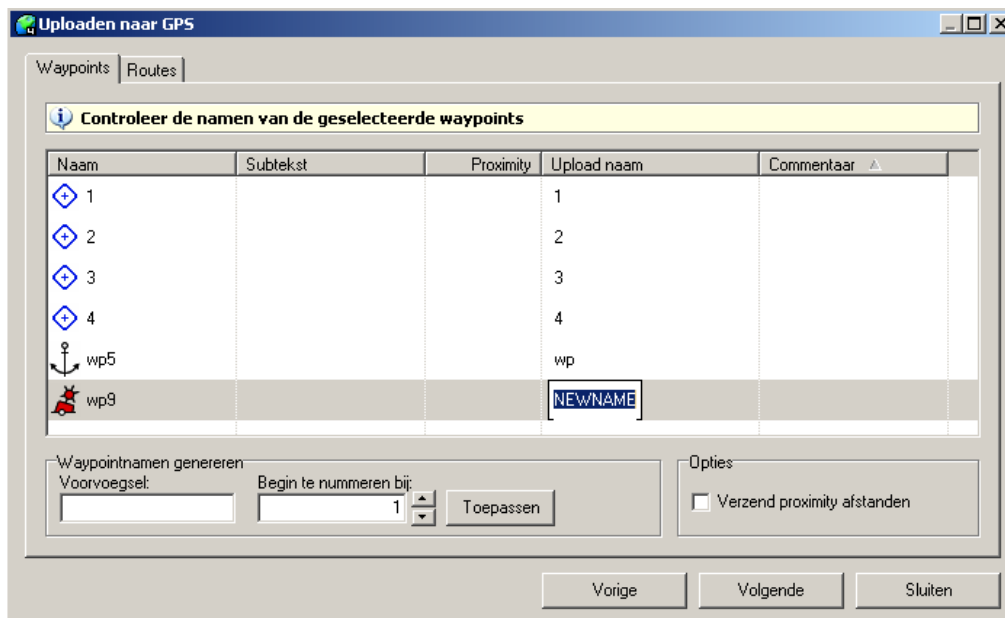 Uploaden naar GPS
Waypoints Routes
Controleer de namen van de geselecteerde waypoints
Naam Subtekst Proximity Upload naam Commentaar
1 1
2 2
3 3
4 4
wp5 wp
wp9 NEWNAME
Waypointnamen genereren Opties
Voorvoegsel: Begin te nummeren bij:
1 Toepassen Verzend proximity afstanden
Vorige Volgende Sluiten